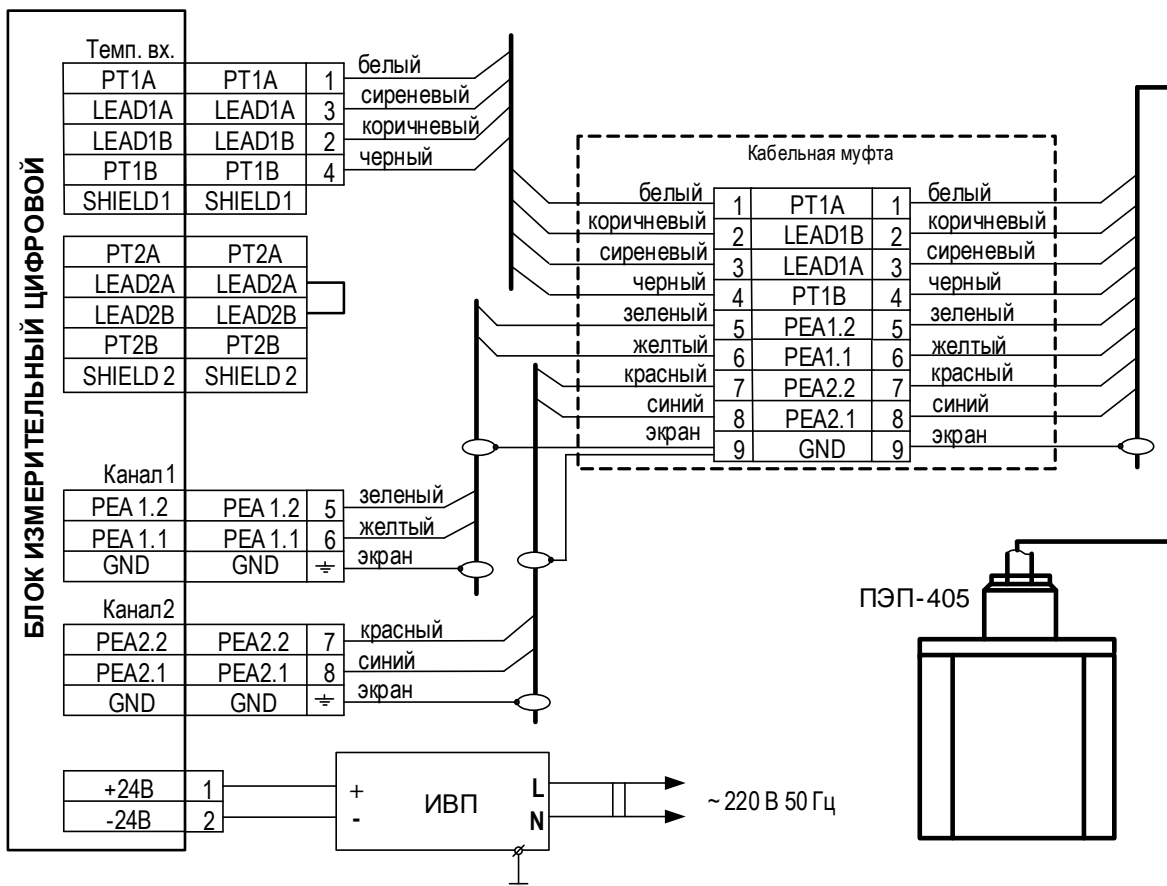 БЛОК ИЗМЕРИТЕЛЬНЫЙ ЦИФРОВОЙ
Темп. вх.
PT1A PT1A 1 белый
LEAD1A LEAD1A 3 сиреневый
LEAD1B LEAD1B 2 коричневый
PT1B PT1B 4 черный
SHIELD1 SHIELD1
PT2A PT2A
LEAD2A LEAD2A
LEAD2B LEAD2B
PT2B PT2B
SHIELD 2 SHIELD 2
Канал 1
PEA 1.2 PEA 1.2 5 зеленый
PEA 1.1 PEA 1.1 6 желтый
GND GND экран
Канал2
PEA2.2 PEA2.2 7 красный
PEA2.1 PEA2.1 8 синий
GND GND экран
+24В 1
-24В 2
+ ИВП L
- N
~ 220 В 50 Гц
Кабельная муфта
белый 1 PT1A 1 белый
коричневый 2 LEAD1B 2 коричневый
сиреневый 3 LEAD1A 3 сиреневый
черный 4 PT1B 4 черный
зеленый 5 PEA1.2 5 зеленый
желтый 6 PEA1.1 6 желтый
красный 7 PEA2.2 7 красный
синий 8 PEA2.1 8 синий
экран 9 GND 9 экран
ПЭП-405